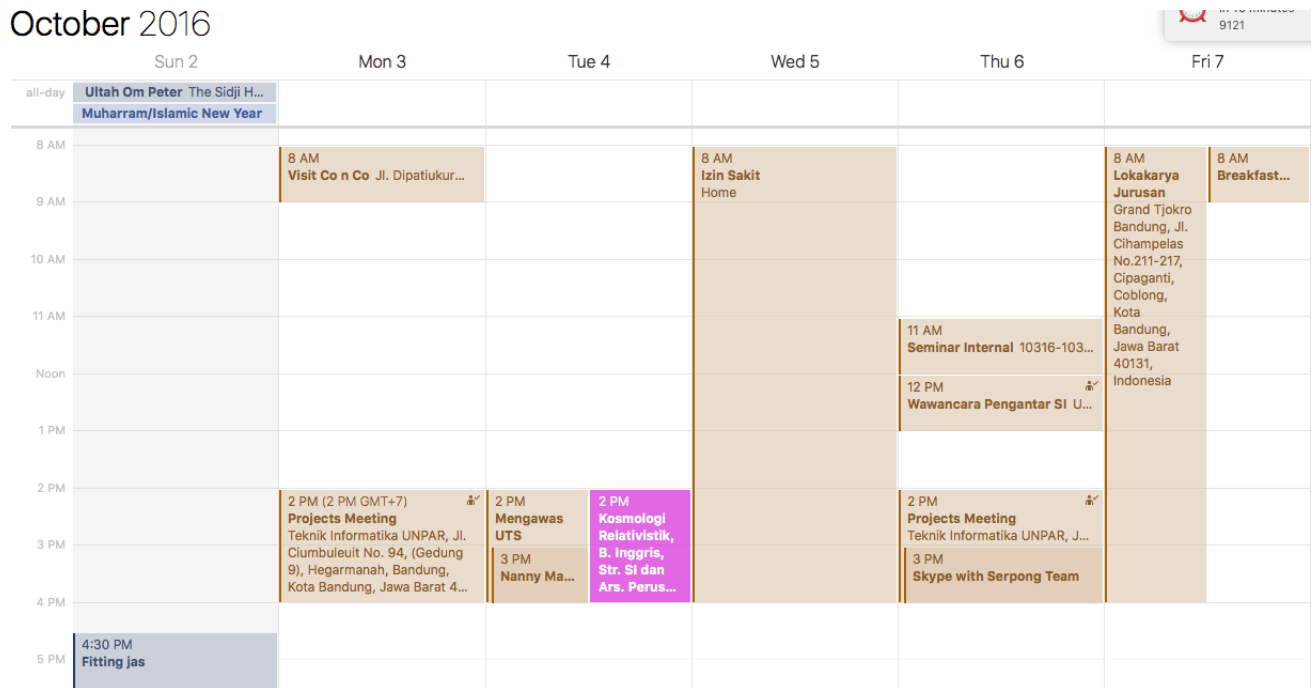 October 2016
9121
Sun 2
Mon 3
Tue 4
Wed 5
Thu 6
Fri 7
all-day
Ultah Om Peter The Sidji H...
Muharram/Islamic New Year
8 AM
9 AM
10 AM
11 AM
Noon
1 PM
2 PM
3 PM
4 PM
5 PM
4:30 PM
Fitting jas
8 AM
Visit Co n Co Jl. Dipatiukur...
2 PM (2 PM GMT+7)
Projects Meeting
Teknik Informatika UNPAR, Jl.
Ciumbuleuit No. 94, (Gedung
9), Hegarmanah, Bandung,
Kota Bandung, Jawa Barat 4...
2 PM
Mengawas
UTS
3 PM
Nanny Ma...
2 PM
Kosmologi
Relativistik,
B. Inggris,
Str. SI dan
Ars. Perus...
8 AM
Izin Sakit
Home
11 AM
Seminar Internal 10316-103...
12 PM
Wawancara Pengantar SI U...
2 PM
Projects Meeting
Teknik Informatika UNPAR, J...
3 PM
Skype with Serpong Team
8 AM
Lokakarya
Jurusan
Grand Tjokro
Bandung, Jl.
Cihampelas
No.211-217,
Cipaganti,
Coblong,
Kota
Bandung,
Jawa Barat
40131,
Indonesia
8 AM
Breakfast...